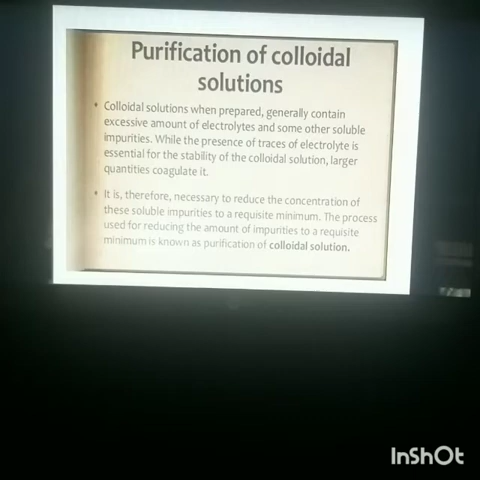 Purification of colloidal
solutions
• Colloidal solutions when prepared, generally contain
excessive amount of electrolytes and some other soluble
impurities. While the presence of traces of electrolyte is
essential for the stability of the colloidal solution, larger
quantities coagulate it.
• It is, therefore, necessary to reduce the concentration of
these soluble impurities to a requisite minimum. The process
used for reducing the amount of impurities to a requisite
minimum is known as purification of colloidal solution.
InShOt